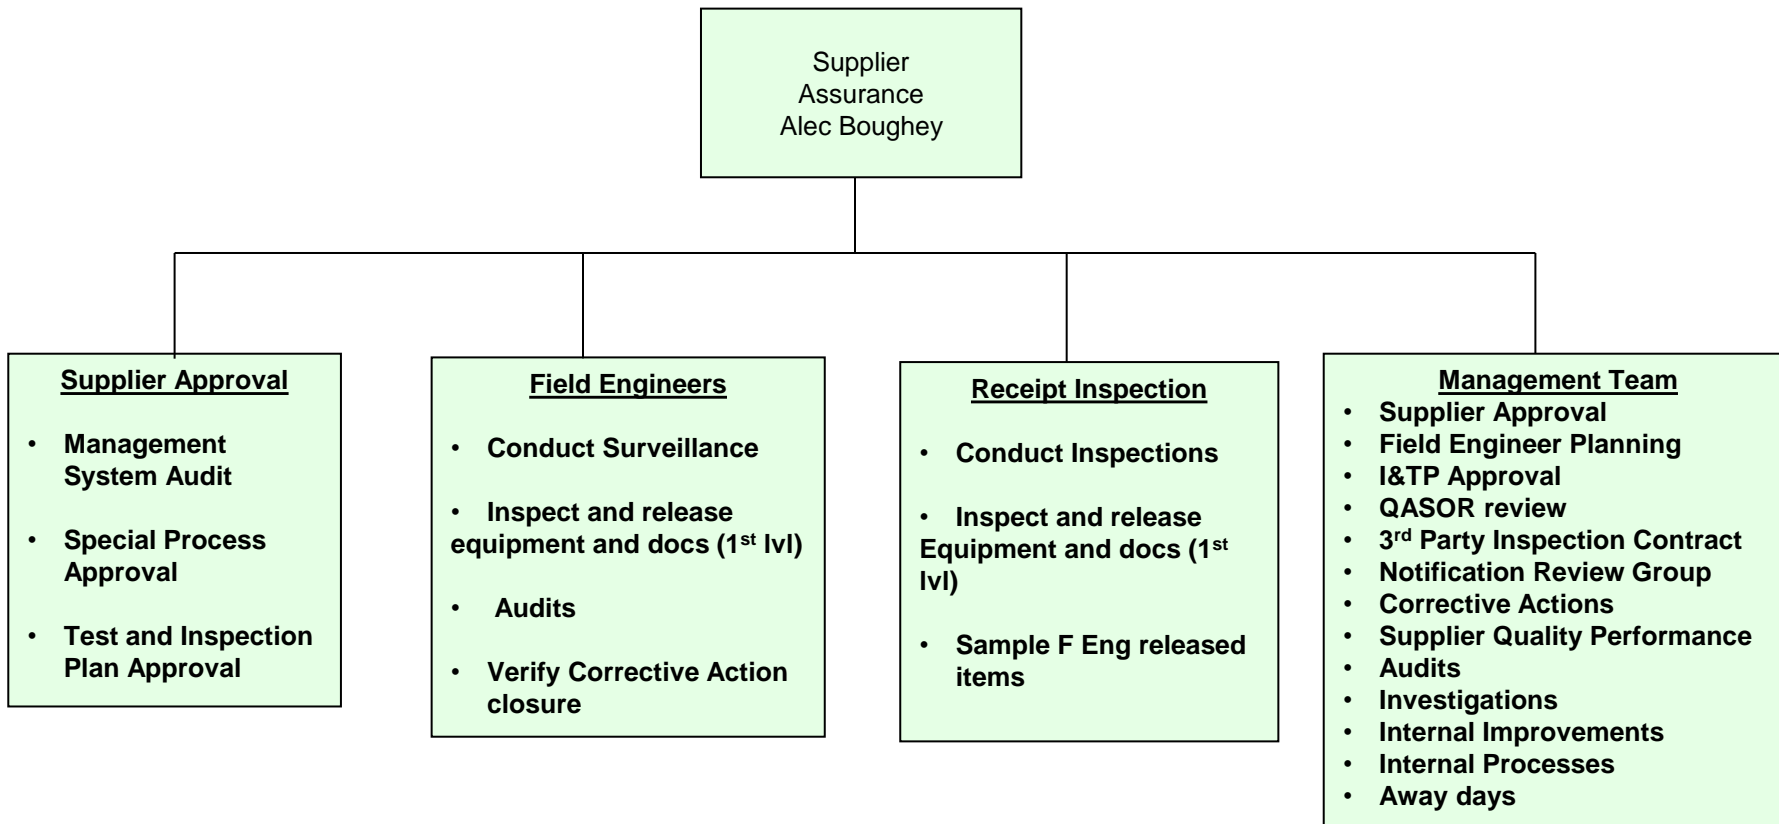 Supplier
Assurance
Alec Boughey
Supplier Approval
• Management
System Audit
• Special Process
Approval
• Test and Inspection
Plan Approval
Field Engineers
• Conduct Surveillance
• Inspect and release
equipment and docs (1st lvl)
• Audits
• Verify Corrective Action
closure
Receipt Inspection
• Conduct Inspections
• Inspect and release
Equipment and docs (1st
lvl)
• Sample F Eng released
items
Management Team
• Supplier Approval
• Field Engineer Planning
• I&TP Approval
• QASOR review
• 3rd Party Inspection Contract
• Notification Review Group
• Corrective Actions
• Supplier Quality Performance
• Audits
• Investigations
• Internal Improvements
• Internal Processes
• Away days